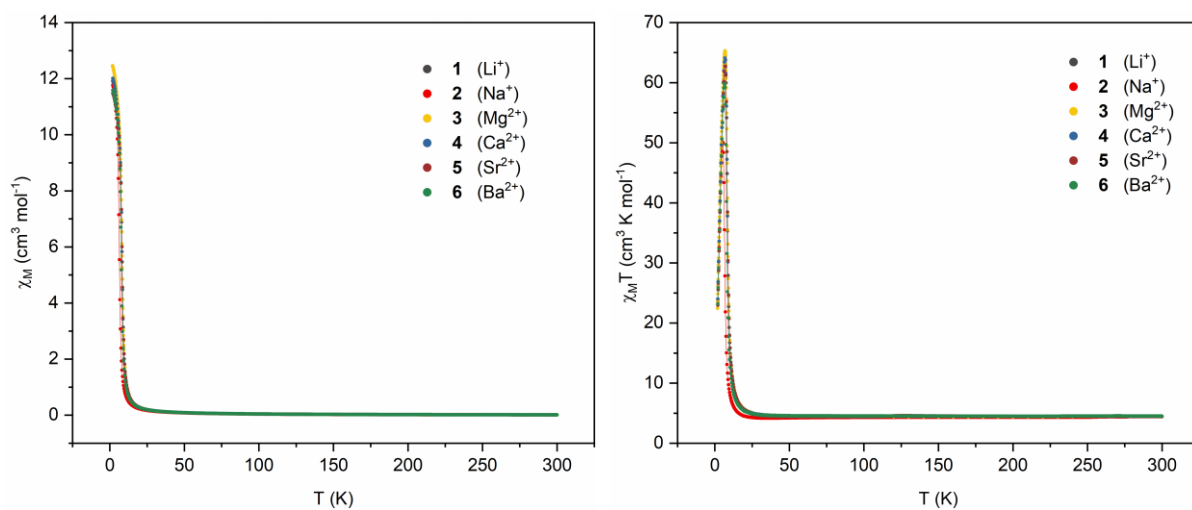 14
12
10
8
6
4
2
0
χM (cm³ mol⁻¹)
1 (Li⁺)
2 (Na⁺)
3 (Mg²⁺)
4 (Ca²⁺)
5 (Sr²⁺)
6 (Ba²⁺)
0 50 100 150 200 250 300
T (K)
70
60
50
40
30
20
10
0
χMT (cm³ K mol⁻¹)
1 (Li⁺)
2 (Na⁺)
3 (Mg²⁺)
4 (Ca²⁺)
5 (Sr²⁺)
6 (Ba²⁺)
0 50 100 150 200 250 300
T (K)